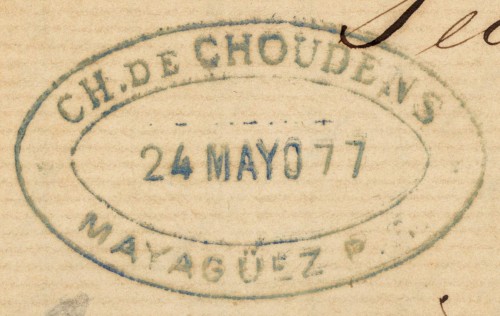 CH. DE CHOUDENS
24 MAYO 77
MAYAGÜEZ P.